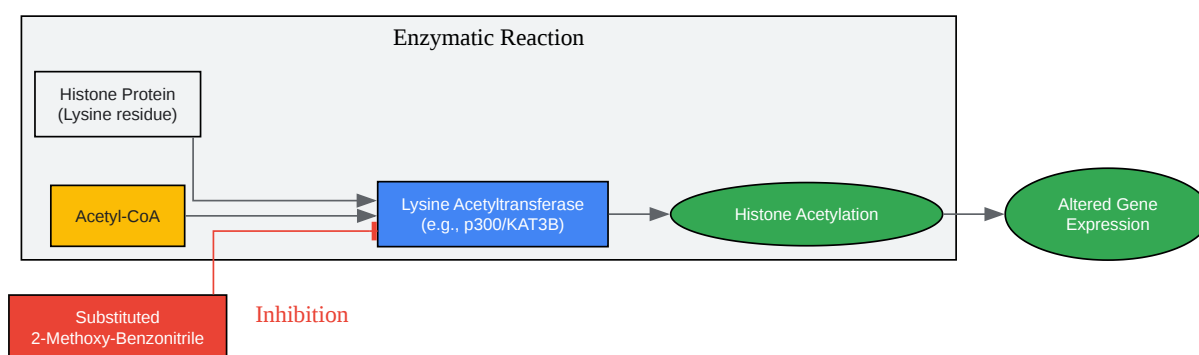 Enzymatic Reaction
Histone Protein
(Lysine residue)
Acetyl-CoA
Lysine Acetyltransferase
(e.g., p300/KAT3B)
Histone Acetylation
Altered Gene
Expression
Substituted
2-Methoxy-Benzonitrile
Inhibition